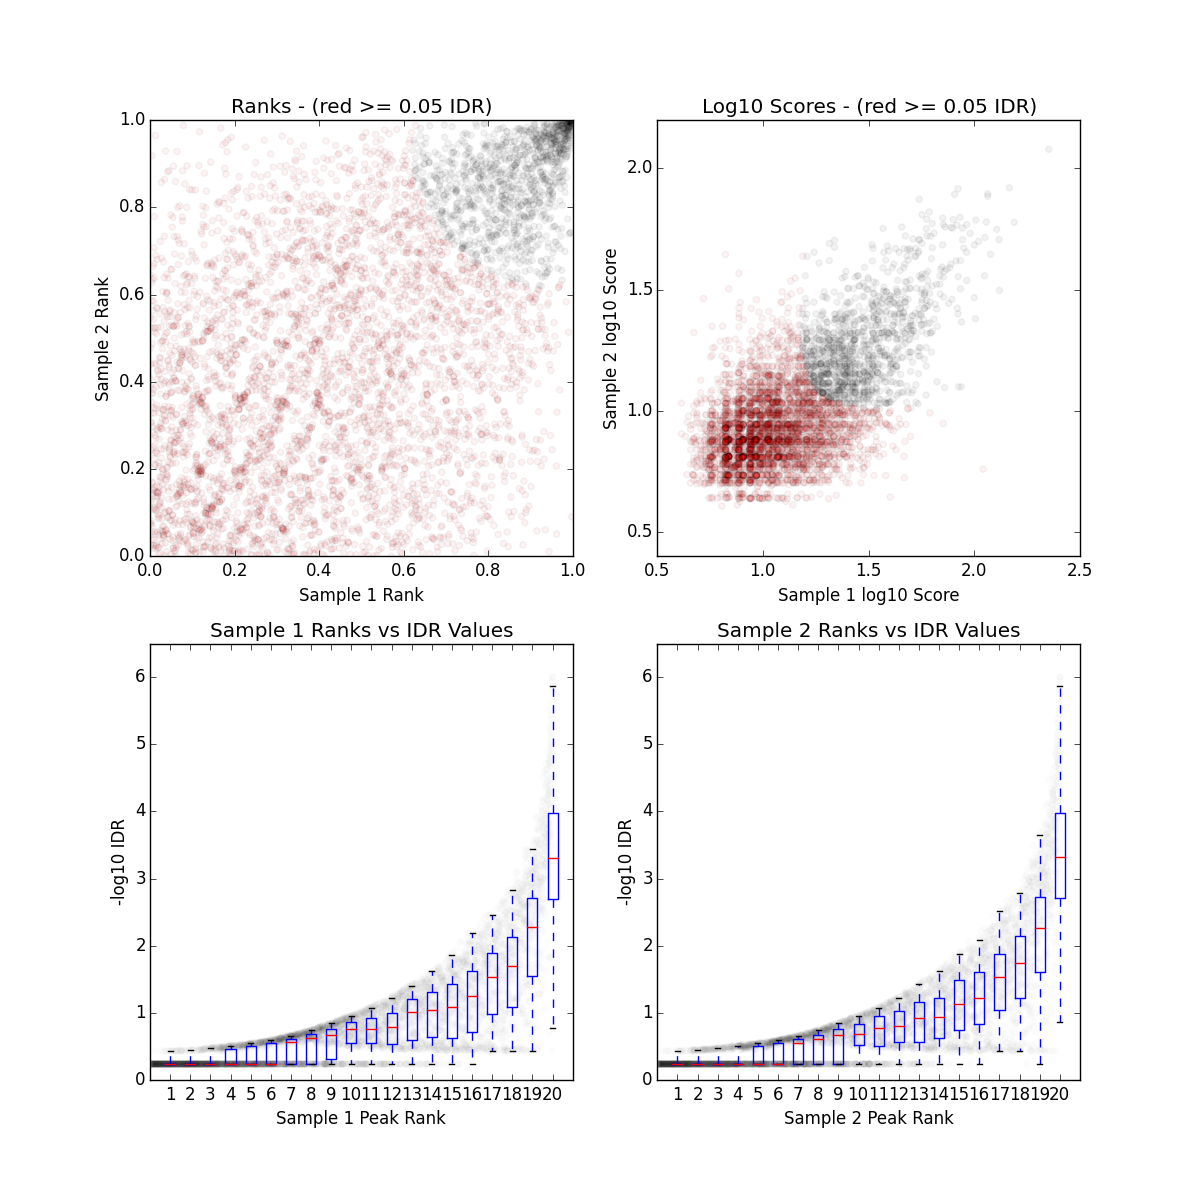 Ranks - (red >= 0.05 IDR)
1.0
0.8
0.6
0.4
0.2
0.0
Sample 2 Rank
0.0 0.2 0.4 0.6 0.8 1.0
Sample 1 Rank
Log10 Scores - (red >= 0.05 IDR)
2.0
1.5
1.0
0.5
Sample 2 log10 Score
0.5 1.0 1.5 2.0 2.5
Sample 1 log10 Score
Sample 1 Ranks vs IDR Values
6
5
4
3
2
1
0
-log10 IDR
1 2 3 4 5 6 7 8 9 10 11 12 13 14 15 16 17 18 19 20
Sample 1 Peak Rank
Sample 2 Ranks vs IDR Values
6
5
4
3
2
1
0
-log10 IDR
1 2 3 4 5 6 7 8 9 10 11 12 13 14 15 16 17 18 19 20
Sample 2 Peak Rank